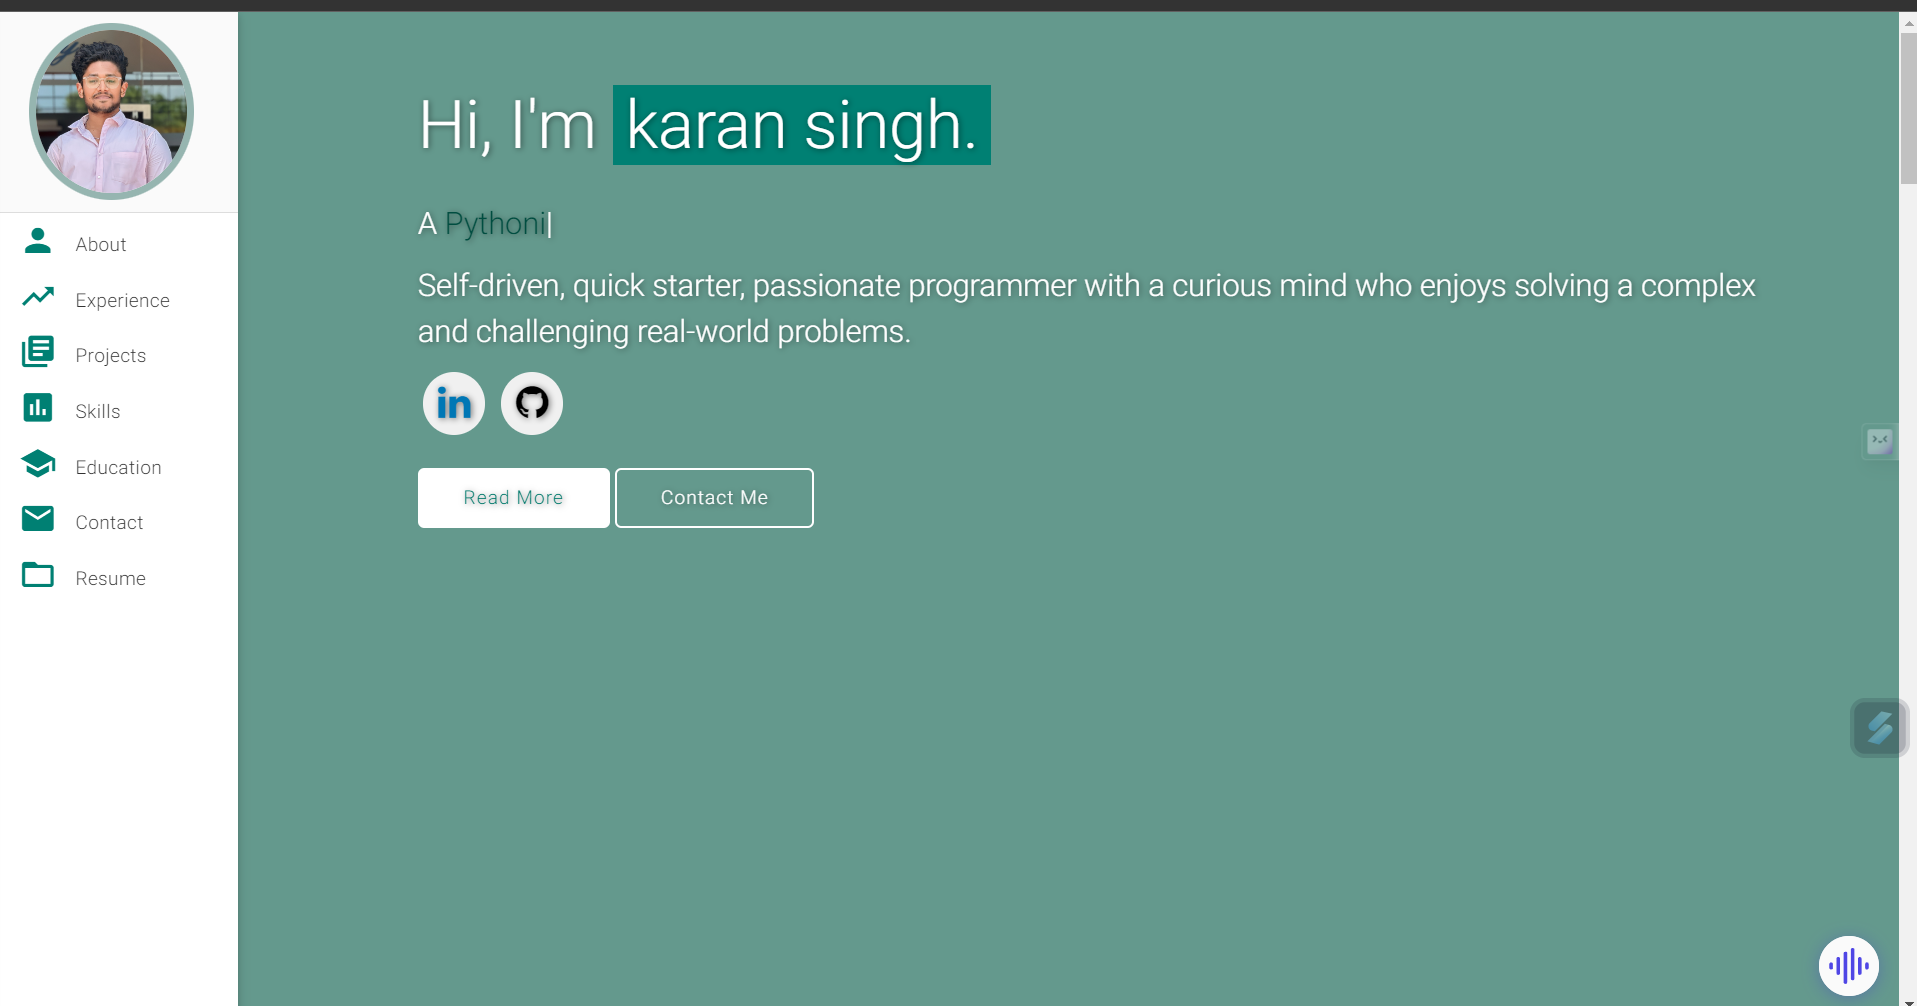 About
Experience
Projects
Skills
Education
Contact
Resume
Hi, I'm karan singh.
A Pythoni|
Self-driven, quick starter, passionate programmer with a curious mind who enjoys solving a complex
and challenging real-world problems.
in
Read More Contact Me